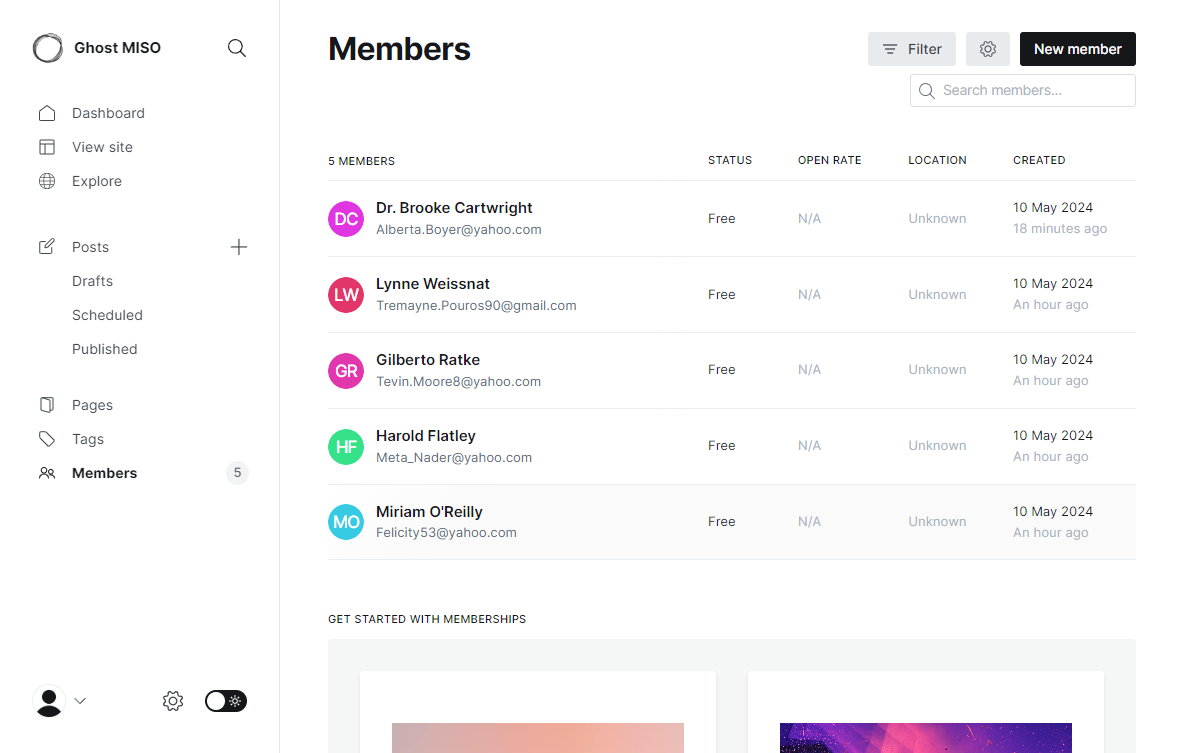 Ghost MISO
Dashboard
View site
Explore
Posts
Drafts
Scheduled
Published
Pages
Tags
Members 5
Members
Filter
New member
Search members...
5 MEMBERS STATUS OPEN RATE LOCATION CREATED
DC Dr. Brooke Cartwright Free N/A Unknown 10 May 2024
Alberta.Boyer@yahoo.com 18 minutes ago
LW Lynne Weissnat Free N/A Unknown 10 May 2024
Tremayne.Pouros90@gmail.com An hour ago
GR Gilberto Ratke Free N/A Unknown 10 May 2024
Tevin.Moore8@yahoo.com An hour ago
HF Harold Flatley Free N/A Unknown 10 May 2024
Meta_Nader@yahoo.com An hour ago
MO Miriam O'Reilly Free N/A Unknown 10 May 2024
Felicity53@yahoo.com An hour ago
GET STARTED WITH MEMBERSHIPS